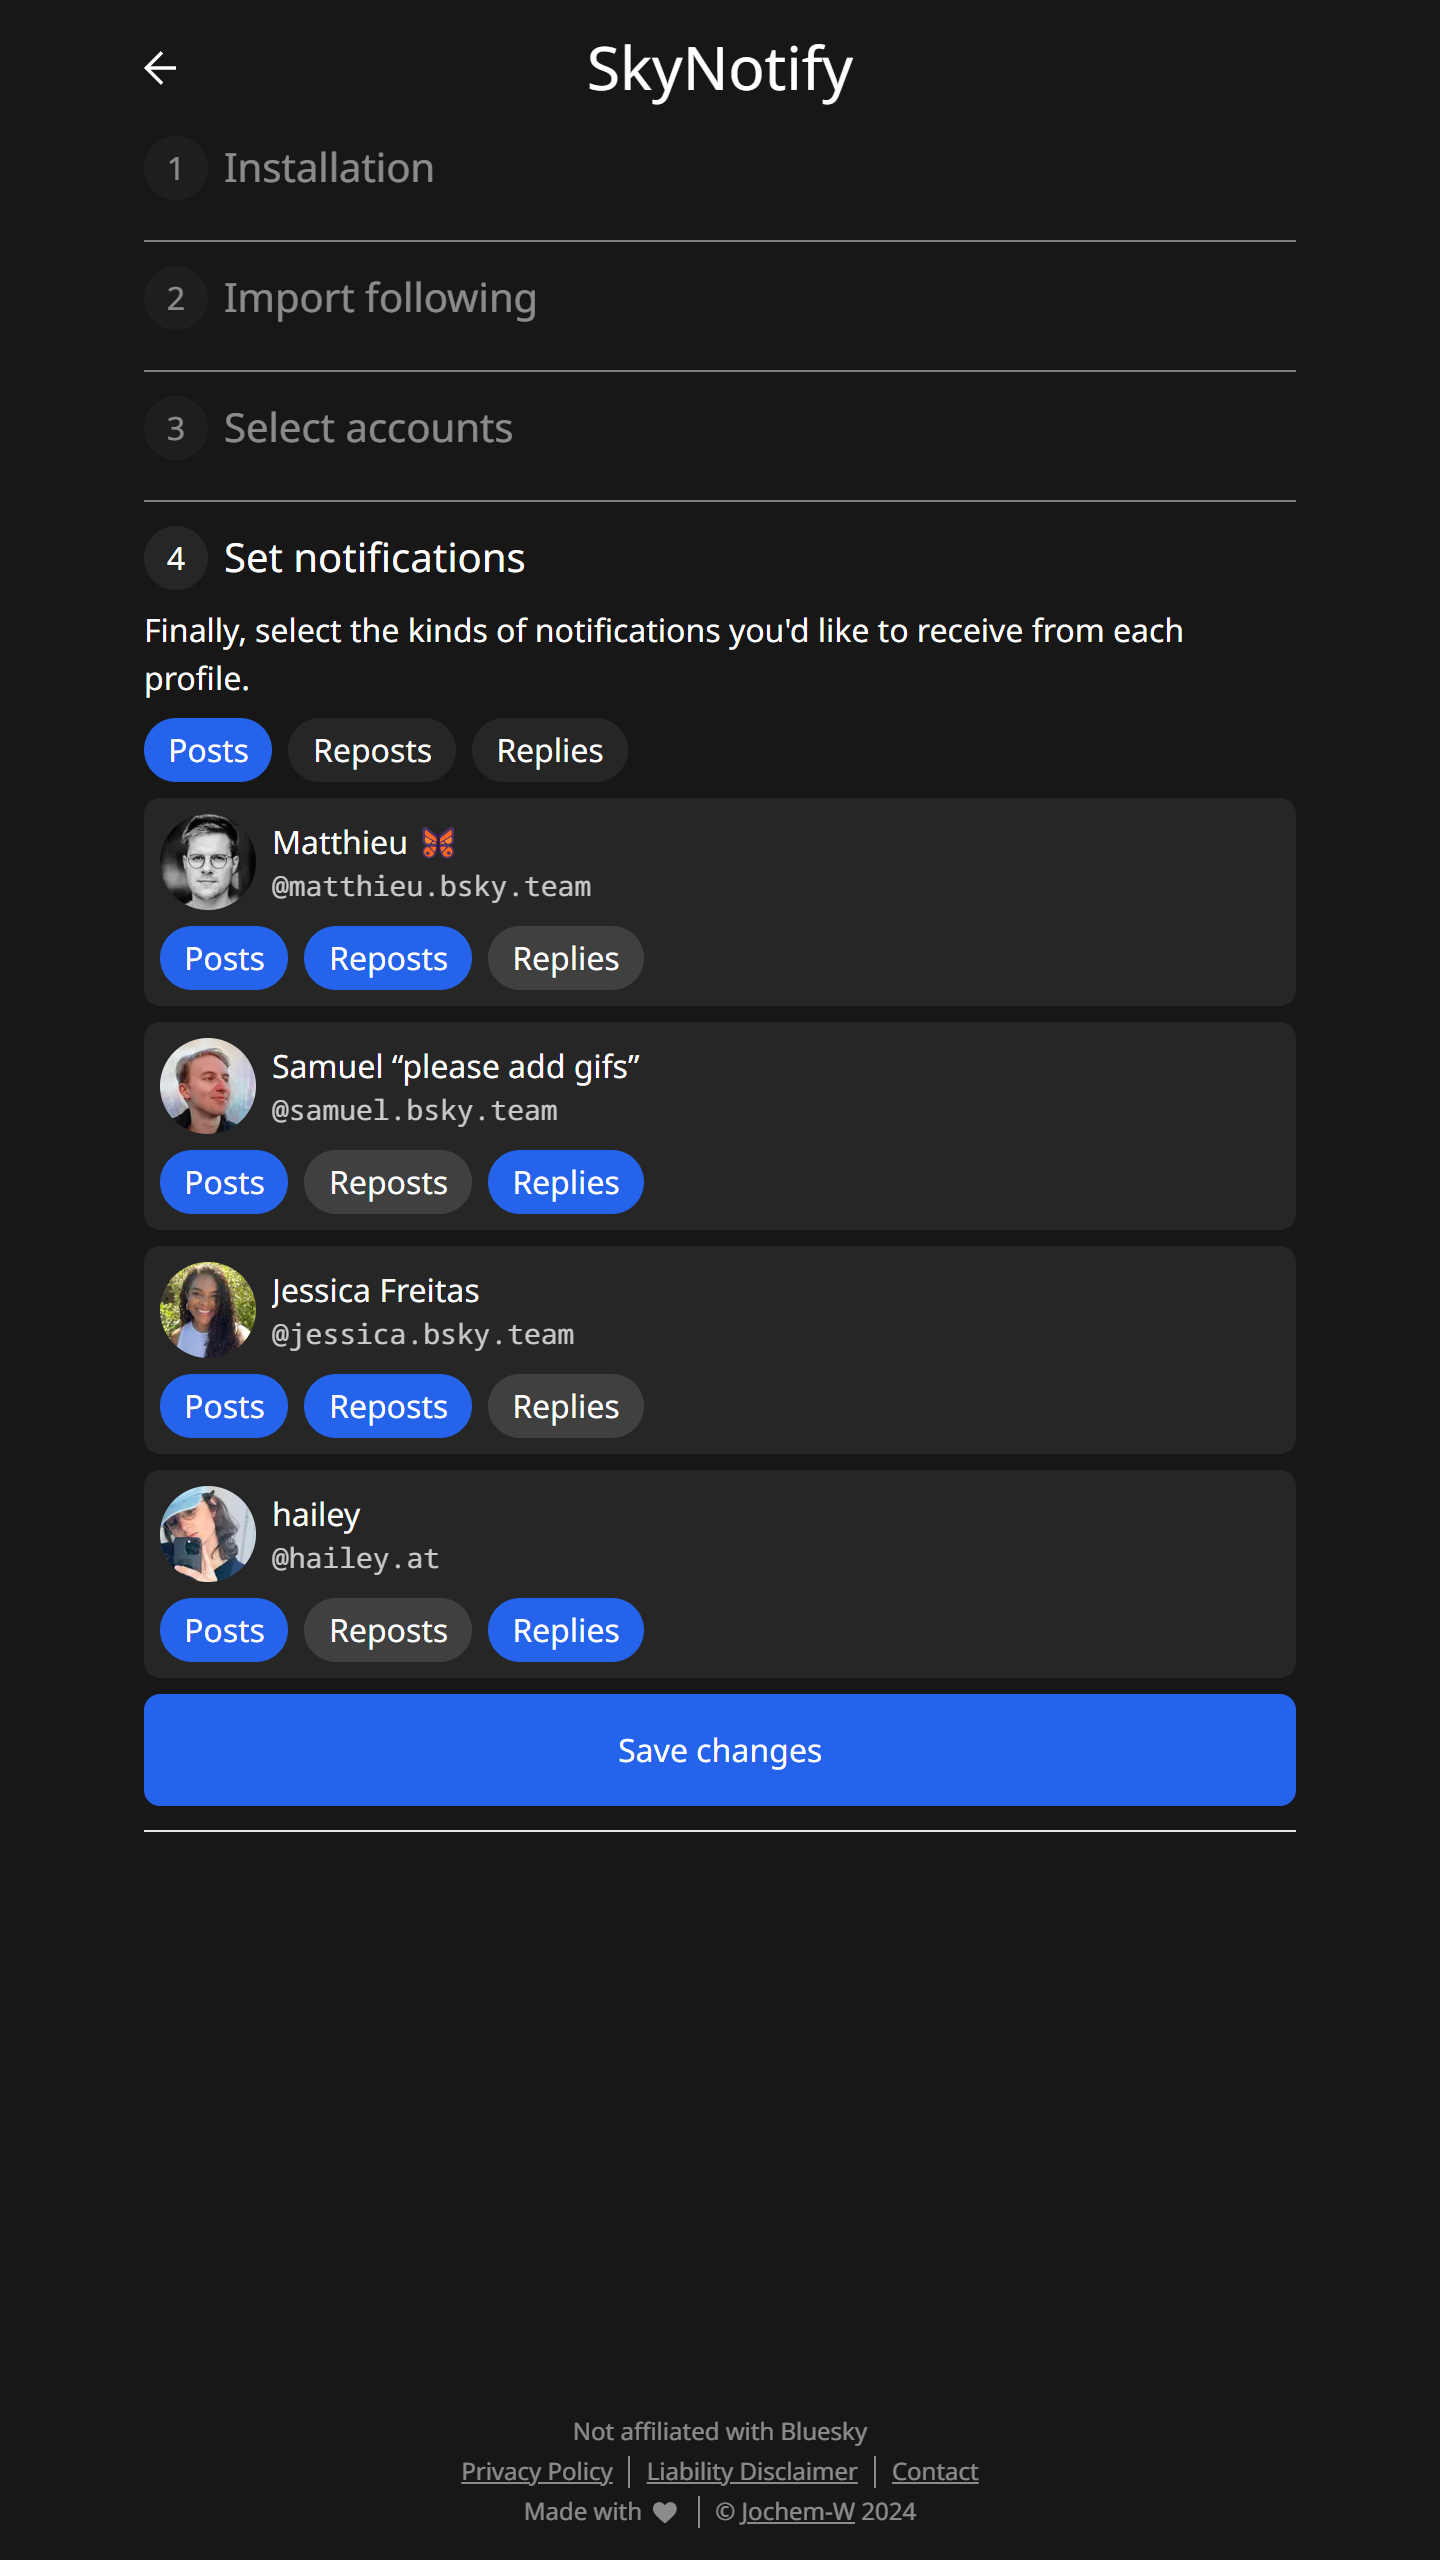 SkyNotify
1 Installation
2 Import following
3 Select accounts
4 Set notifications
Finally, select the kinds of notifications you'd like to receive from each
profile.
Posts Reposts Replies
Matthieu 🦋
@matthieu.bsky.team
Posts Reposts Replies
Samuel “please add gifs”
@samuel.bsky.team
Posts Reposts Replies
Jessica Freitas
@jessica.bsky.team
Posts Reposts Replies
hailey
@hailey.at
Posts Reposts Replies
Save changes
Not affiliated with Bluesky
Privacy Policy | Liability Disclaimer | Contact
Made with ♥ | © Jochem-W 2024